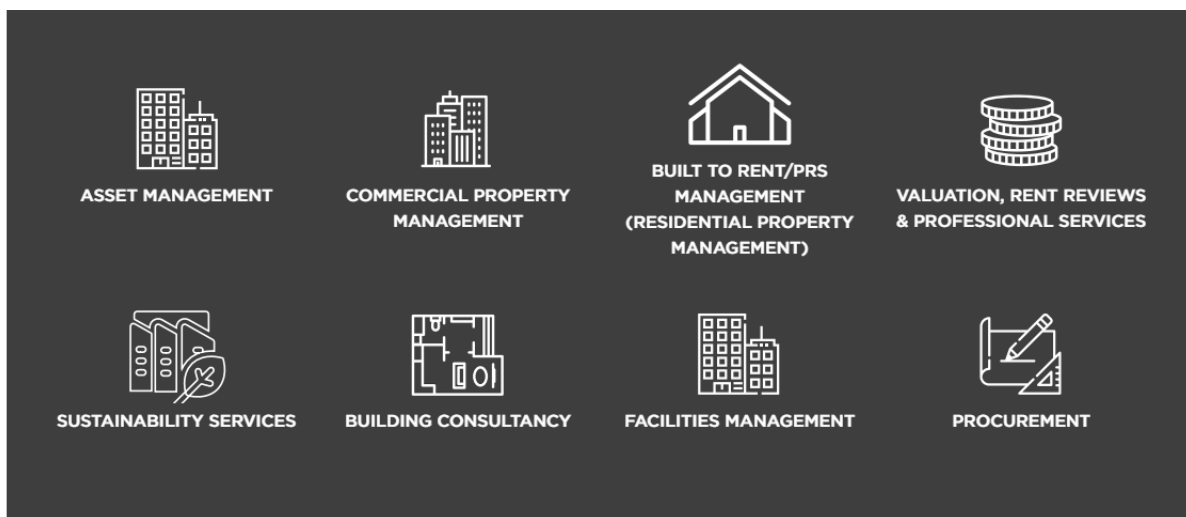 ASSET MANAGEMENT
COMMERCIAL PROPERTY
MANAGEMENT
BUILT TO RENT/PRS
MANAGEMENT
(RESIDENTIAL PROPERTY
MANAGEMENT)
VALUATION, RENT REVIEWS
& PROFESSIONAL SERVICES
SUSTAINABILITY SERVICES
BUILDING CONSULTANCY
FACILITIES MANAGEMENT
PROCUREMENT